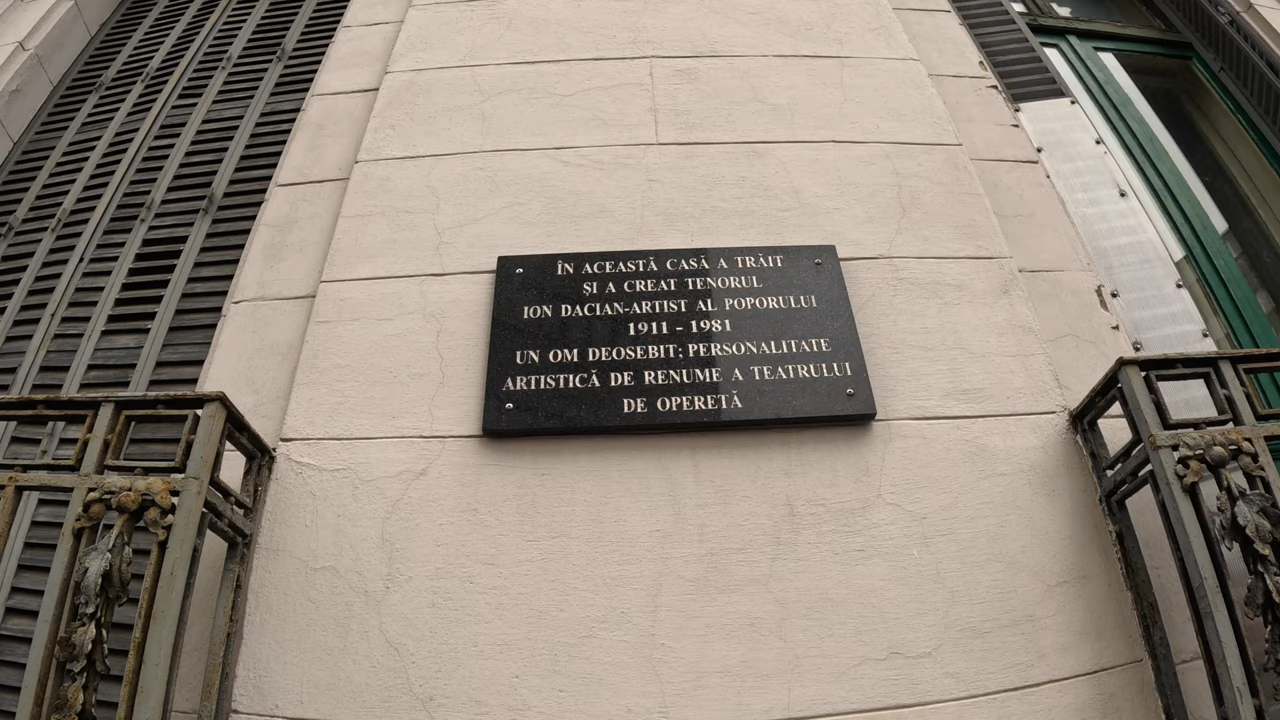 ÎN ACEASTĂ CASĂ A TRĂIT
ȘI A CREAT TENORUL
ION DACIAN-ARTIST AL POPORULUI
1911 - 1981
UN OM DEOSEBIT; PERSONALITATE
ARTISTICĂ DE RENUME A TEATRULUI
DE OPERETĂ